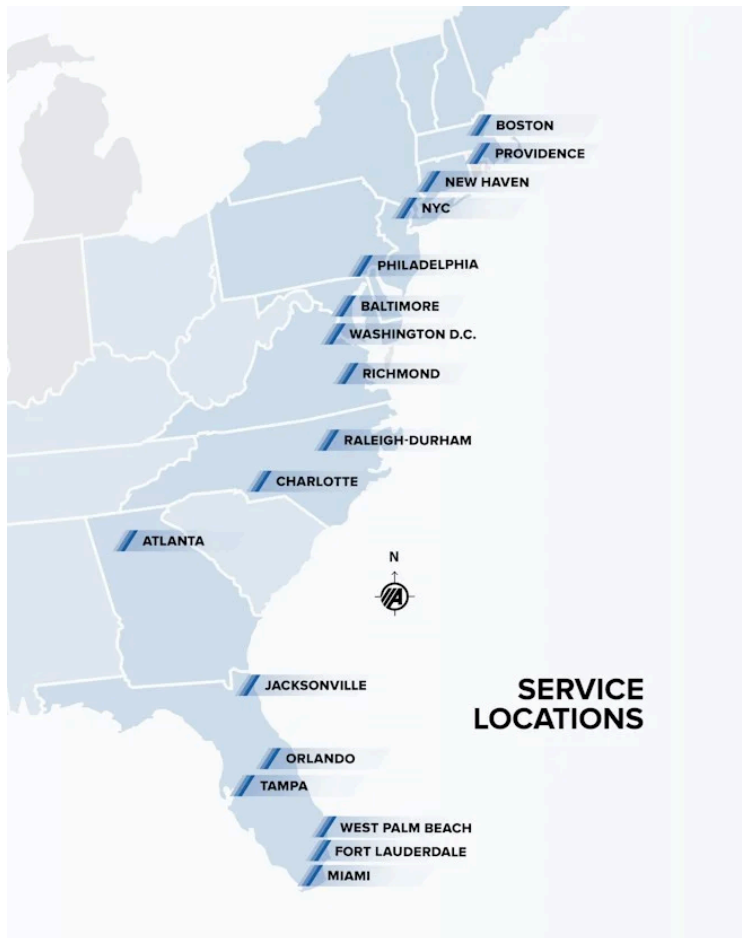 BOSTON
PROVIDENCE
NEW HAVEN
NYC
PHILADELPHIA
BALTIMORE
WASHINGTON D.C.
RICHMOND
RALEIGH-DURHAM
CHARLOTTE
ATLANTA
N
A
JACKSONVILLE
SERVICE
LOCATIONS
ORLANDO
TAMPA
WEST PALM BEACH
FORT LAUDERDALE
MIAMI